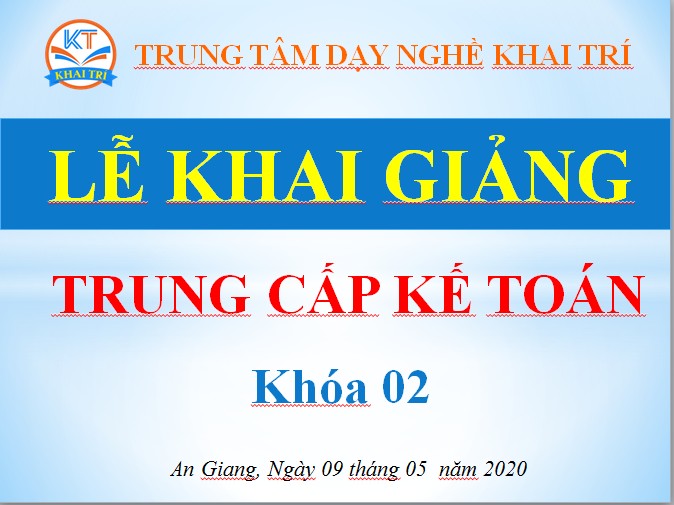 KT
KHAI TRÍ
TRUNG TÂM DẠY NGHỀ KHAI TRÍ
LỄ KHAI GIẢNG
TRUNG CẤP KẾ TOÁN
Khóa 02
An Giang, Ngày 09 tháng 05 năm 2020